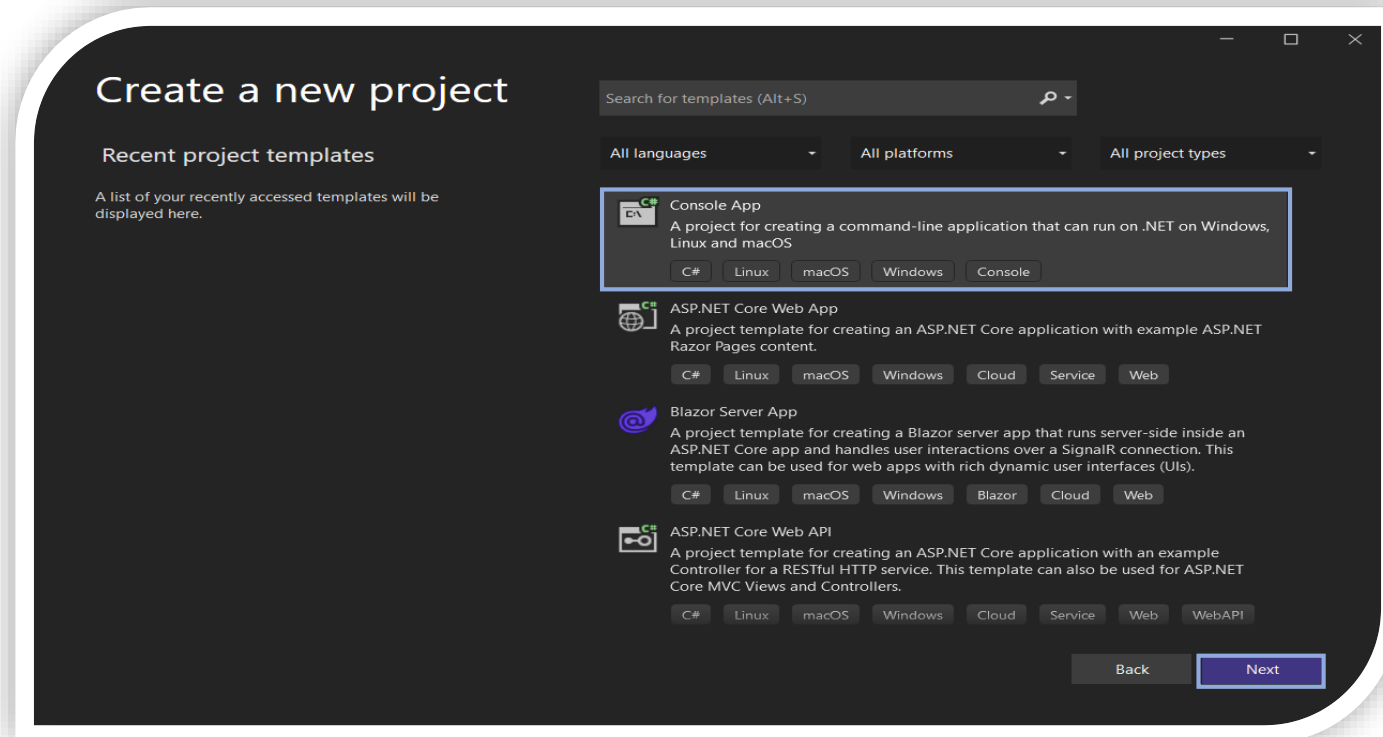 Create a new project
Search for templates (Alt+S)
Recent project templates
All languages
All platforms
All project types
A list of your recently accessed templates will be
displayed here.
C#
C:\
Console App
A project for creating a command-line application that can run on .NET on Windows,
Linux and macOS
C# Linux macOS Windows Console
C#
ASP.NET Core Web App
A project template for creating an ASP.NET Core application with example ASP.NET
Razor Pages content.
C# Linux macOS Windows Cloud Service Web
@
Blazor Server App
A project template for creating a Blazor server app that runs server-side inside an
ASP.NET Core app and handles user interactions over a SignalR connection. This
template can be used for web apps with rich dynamic user interfaces (UIs).
C# Linux macOS Windows Blazor Cloud Web
C#
ASP.NET Core Web API
A project template for creating an ASP.NET Core application with an example
Controller for a RESTful HTTP service. This template can also be used for ASP.NET
Core MVC Views and Controllers.
C# Linux macOS Windows Cloud Service Web WebAPI
Back
Next